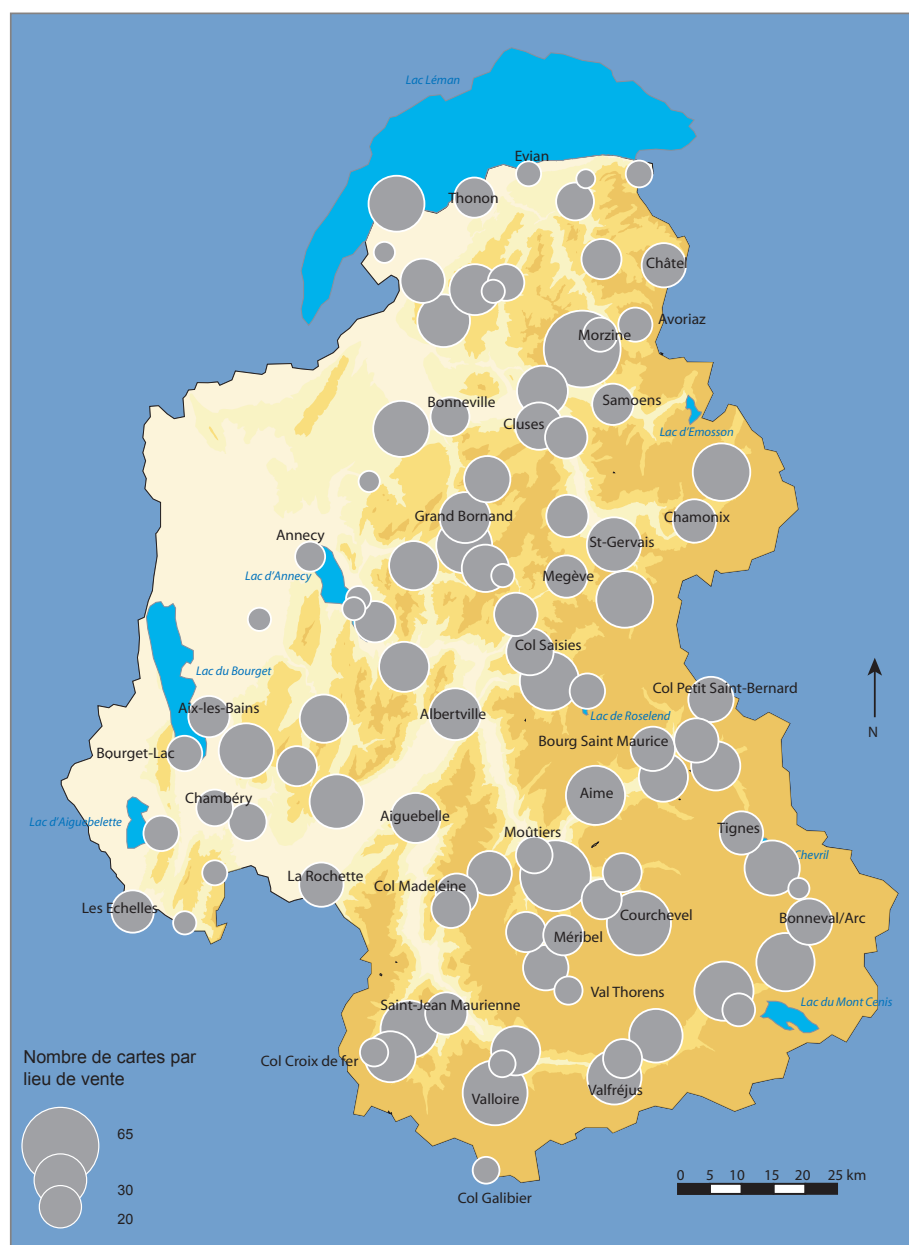 Lac Léman
Evian
Thonon
Châtel
Avoriaz
Morzine
Samoens
Bonneville
Cluses
Lac d'Emosson
Grand Bornand
Chamonix
Annecy
St-Gervais
Lac d'Annecy
Megève
Col Saisies
Lac du Bourget
Col Petit Saint-Bernard
Aix-les-Bains
Albertville
Lac de Roselend
Bourg Saint Maurice
Bourget-Lac
Aime
Chambéry
Aiguebelle
Lac d'Aiguebelette
Tignes
Moûtiers
Chevril
La Rochette
Col Madeleine
Les Echelles
Courchevel
Bonneval/Arc
Méribel
Val Thorens
Saint-Jean Maurienne
Lac du Mont Cenis
Col Croix de fer
Valfréjus
Valloire
Col Galibier
N
Nombre de cartes par
lieu de vente
65
30
20
0 5 10 15 20 25 km